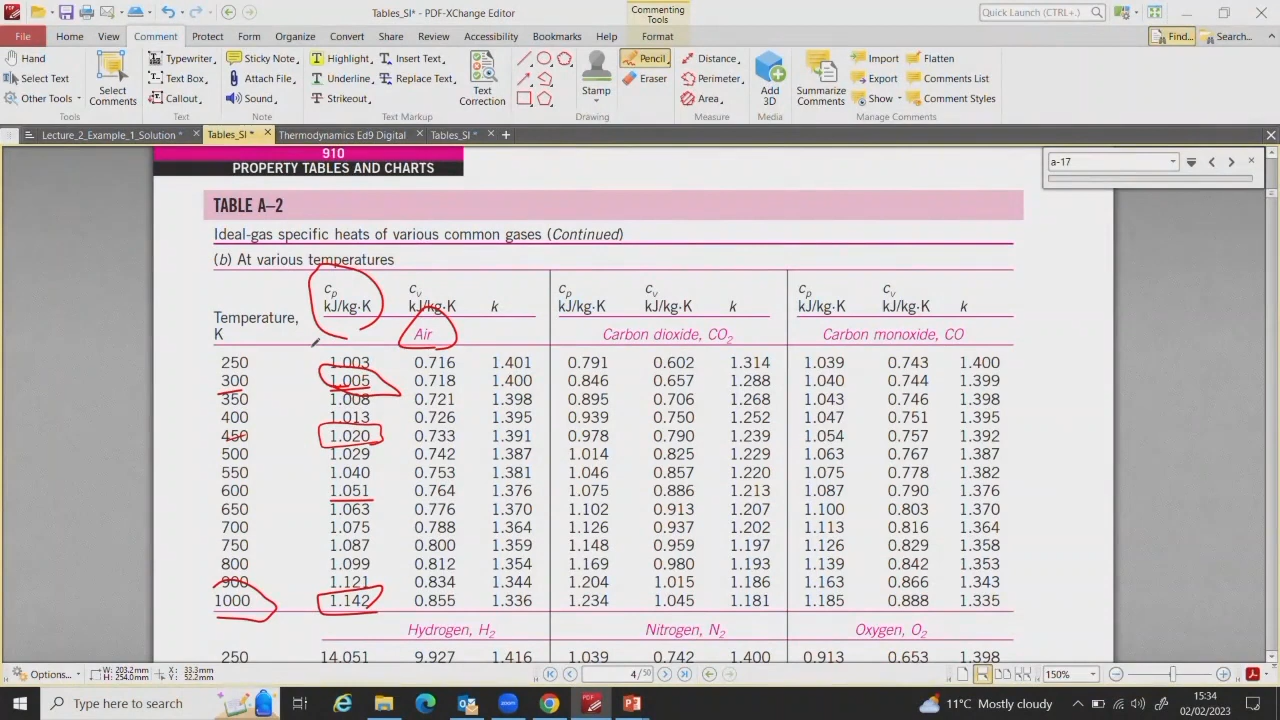 Tables_SI* - PDF-XChange Editor
Commenting Tools
Quick Launch (CTRL+.)
File Home View Comment Protect Form Organize Convert Share Review Accessibility Bookmarks Help Format Find... Search...
Hand Select Text Other Tools
Tools
Select Comments
Typewriter Text Box Callout
Text
Sticky Note Attach File Sound
Note
Highlight Underline Strikeout Insert Text Replace Text Text Correction
Text Markup
Pencil Eraser Stamp
Drawing
Distance Perimeter Area
Measure
Add 3D
Media
Summarize Comments Import Export Show Flatten Comments List Comment Styles
Manage Comments
Lecture_2_Example_1_Solution * Tables_SI * Thermodynamics Ed9 Digital Tables_SI *
a-17
910
PROPERTY TABLES AND CHARTS
TABLE A–2
Ideal-gas specific heats of various common gases (Continued)
(b) At various temperatures
cp cv cp cv cp cv
kJ/kg·K kJ/kg·K k kJ/kg·K kJ/kg·K k kJ/kg·K kJ/kg·K k
Temperature,
K Air Carbon dioxide, CO2 Carbon monoxide, CO
250 1.003 0.716 1.401 0.791 0.602 1.314 1.039 0.743 1.400
300 1.005 0.718 1.400 0.846 0.657 1.288 1.040 0.744 1.399
350 1.008 0.721 1.398 0.895 0.706 1.268 1.043 0.746 1.398
400 1.013 0.726 1.395 0.939 0.750 1.252 1.047 0.751 1.395
450 1.020 0.733 1.391 0.978 0.790 1.239 1.054 0.757 1.392
500 1.029 0.742 1.387 1.014 0.825 1.229 1.063 0.767 1.387
550 1.040 0.753 1.381 1.046 0.857 1.220 1.075 0.778 1.382
600 1.051 0.764 1.376 1.075 0.886 1.213 1.087 0.790 1.376
650 1.063 0.776 1.370 1.102 0.913 1.207 1.100 0.803 1.370
700 1.075 0.788 1.364 1.126 0.937 1.202 1.113 0.816 1.364
750 1.087 0.800 1.359 1.148 0.959 1.197 1.126 0.829 1.358
800 1.099 0.812 1.354 1.169 0.980 1.193 1.139 0.842 1.353
900 1.121 0.834 1.344 1.204 1.015 1.186 1.163 0.866 1.343
1000 1.142 0.855 1.336 1.234 1.045 1.181 1.185 0.888 1.335
Hydrogen, H2 Nitrogen, N2 Oxygen, O2
250 14.051 9.927 1.416 1.039 0.742 1.400 0.913 0.653 1.398
Options... W: 203.2mm X: 33.3mm
H: 254.0mm Y: 52.2mm
4 / 50
150%
Type here to search
11°C Mostly cloudy
15:34
02/02/2023